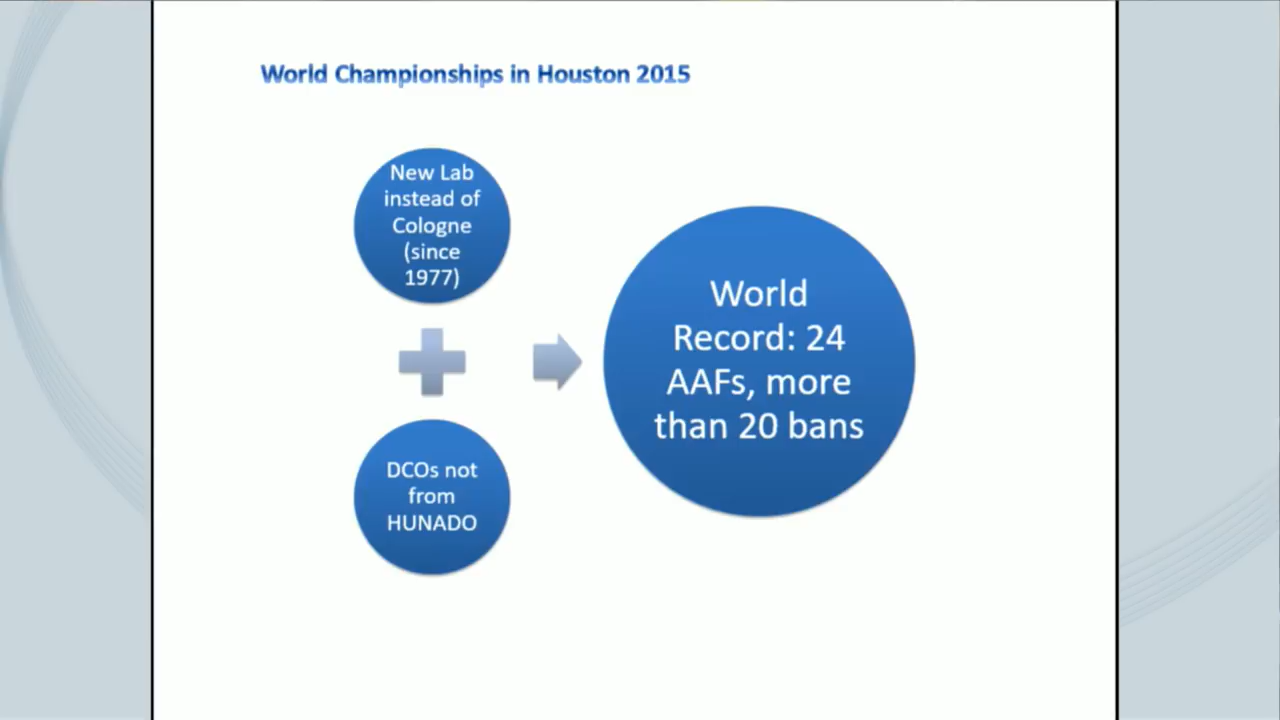 World Championships in Houston 2015
New Lab
instead of
Cologne
(since
1977)
DCOs not
from
HUNADO
World
Record: 24
AAFs, more
than 20 bans